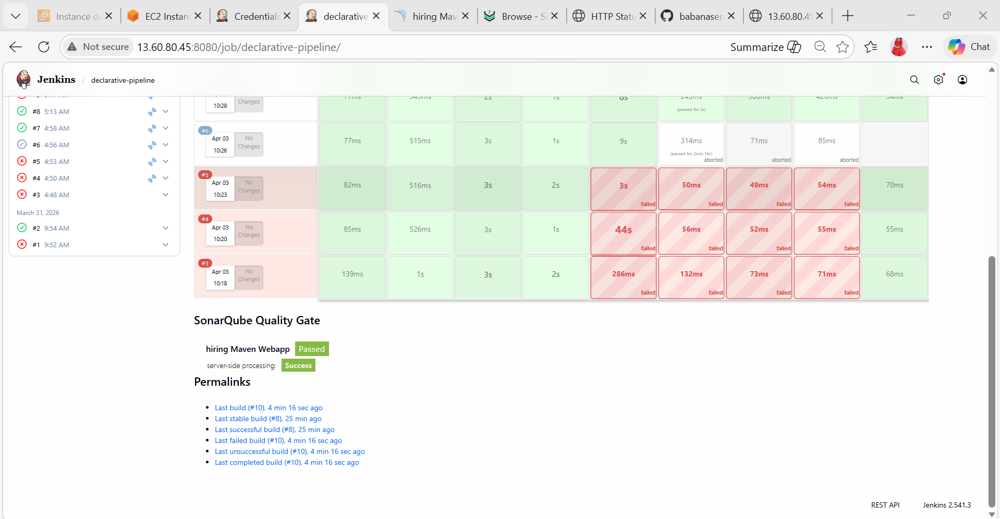 Instance de
EC2 Instan
Credentials
declarative
hiring Mav
Browse - S
HTTP Statu
babanaser
13.60.80.45
Not secure
13.60.80.45:8080/job/declarative-pipeline/
Summarize
Chat
Jenkins / declarative-pipeline
#8 5:13 AM
#7 4:58 AM
#6 4:56 AM
#5 4:53 AM
#4 4:50 AM
#3 4:48 AM
March 31, 2026
#2 9:54 AM
#1 9:52 AM
10:28
Changes
(paused for 2s)
#6
Apr 03
10:26
No
Changes
77ms 515ms 3s 1s 9s 314ms 71ms 85ms
(paused for 2min 18s)
aborted aborted aborted
#5
Apr 03
10:23
No
Changes
82ms 516ms 3s 2s 3s 50ms 49ms 54ms 70ms
failed failed failed failed
#4
Apr 03
10:20
No
Changes
85ms 526ms 3s 1s 44s 56ms 52ms 55ms 55ms
failed failed failed failed
#3
Apr 03
10:18
No
Changes
139ms 1s 3s 2s 286ms 132ms 73ms 71ms 68ms
failed failed failed failed
SonarQube Quality Gate
hiring Maven Webapp Passed
server-side processing: Success
Permalinks
Last build (#10), 4 min 16 sec ago
Last stable build (#8), 25 min ago
Last successful build (#8), 25 min ago
Last failed build (#10), 4 min 16 sec ago
Last unsuccessful build (#10), 4 min 16 sec ago
Last completed build (#10), 4 min 16 sec ago
REST API Jenkins 2.541.3